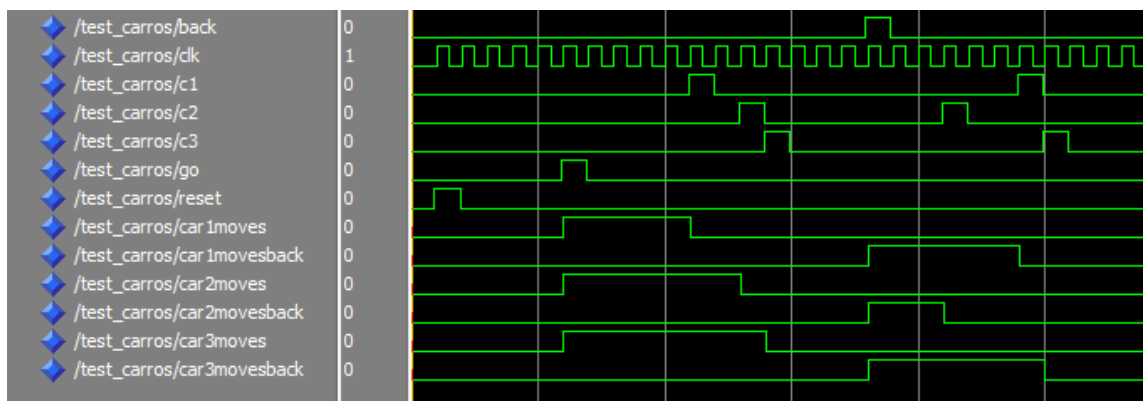 /test_carros/back 0
/test_carros/clk 1
/test_carros/c1 0
/test_carros/c2 0
/test_carros/c3 0
/test_carros/go 0
/test_carros/reset 0
/test_carros/car1moves 0
/test_carros/car1movesback 0
/test_carros/car2moves 0
/test_carros/car2movesback 0
/test_carros/car3moves 0
/test_carros/car3movesback 0